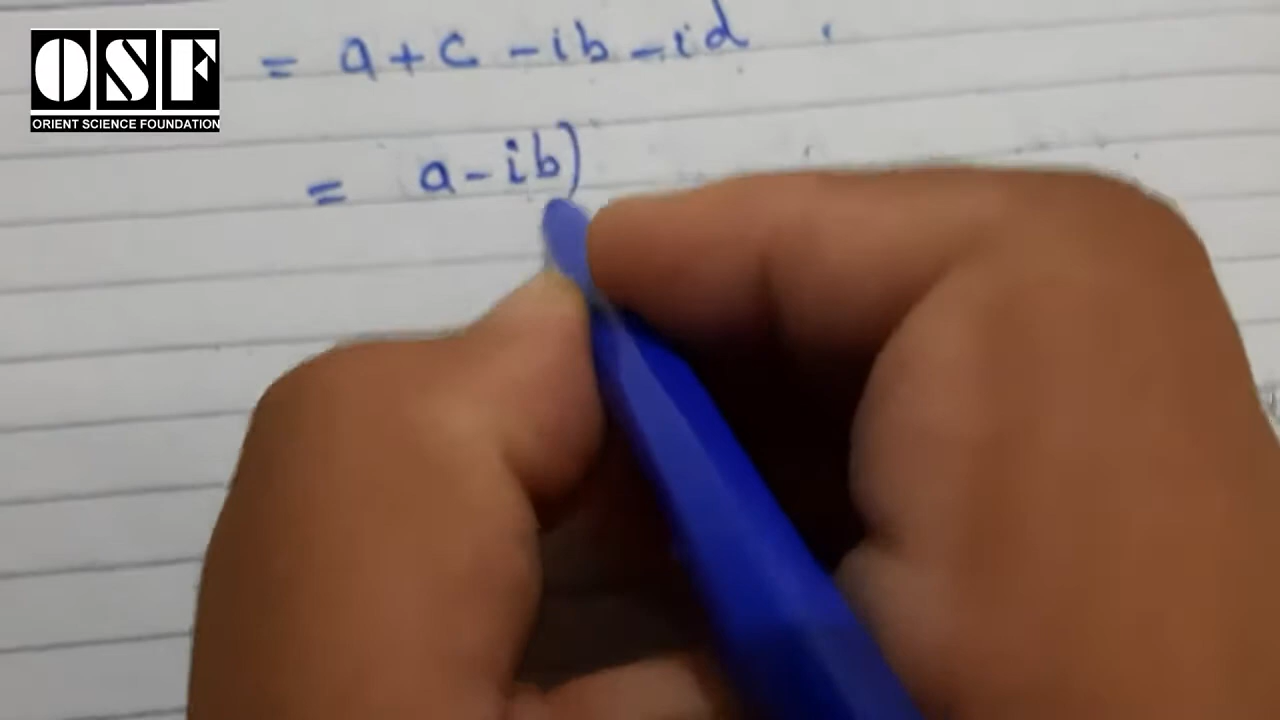 OSF
ORIENT SCIENCE FOUNDATION
= a + c - ib - id
= a - ib)